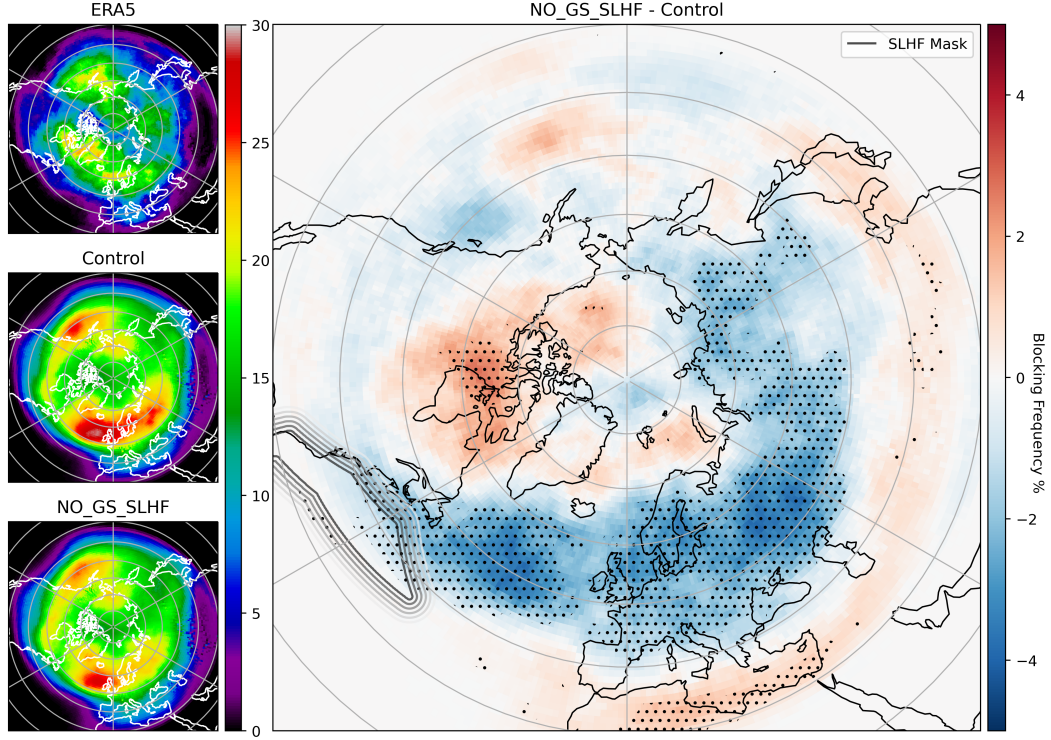 ERA5
Control
NO_GS_SLHF
30
25
20
15
10
5
0
NO_GS_SLHF - Control
SLHF Mask
4
2
0
−2
−4
Blocking Frequency %